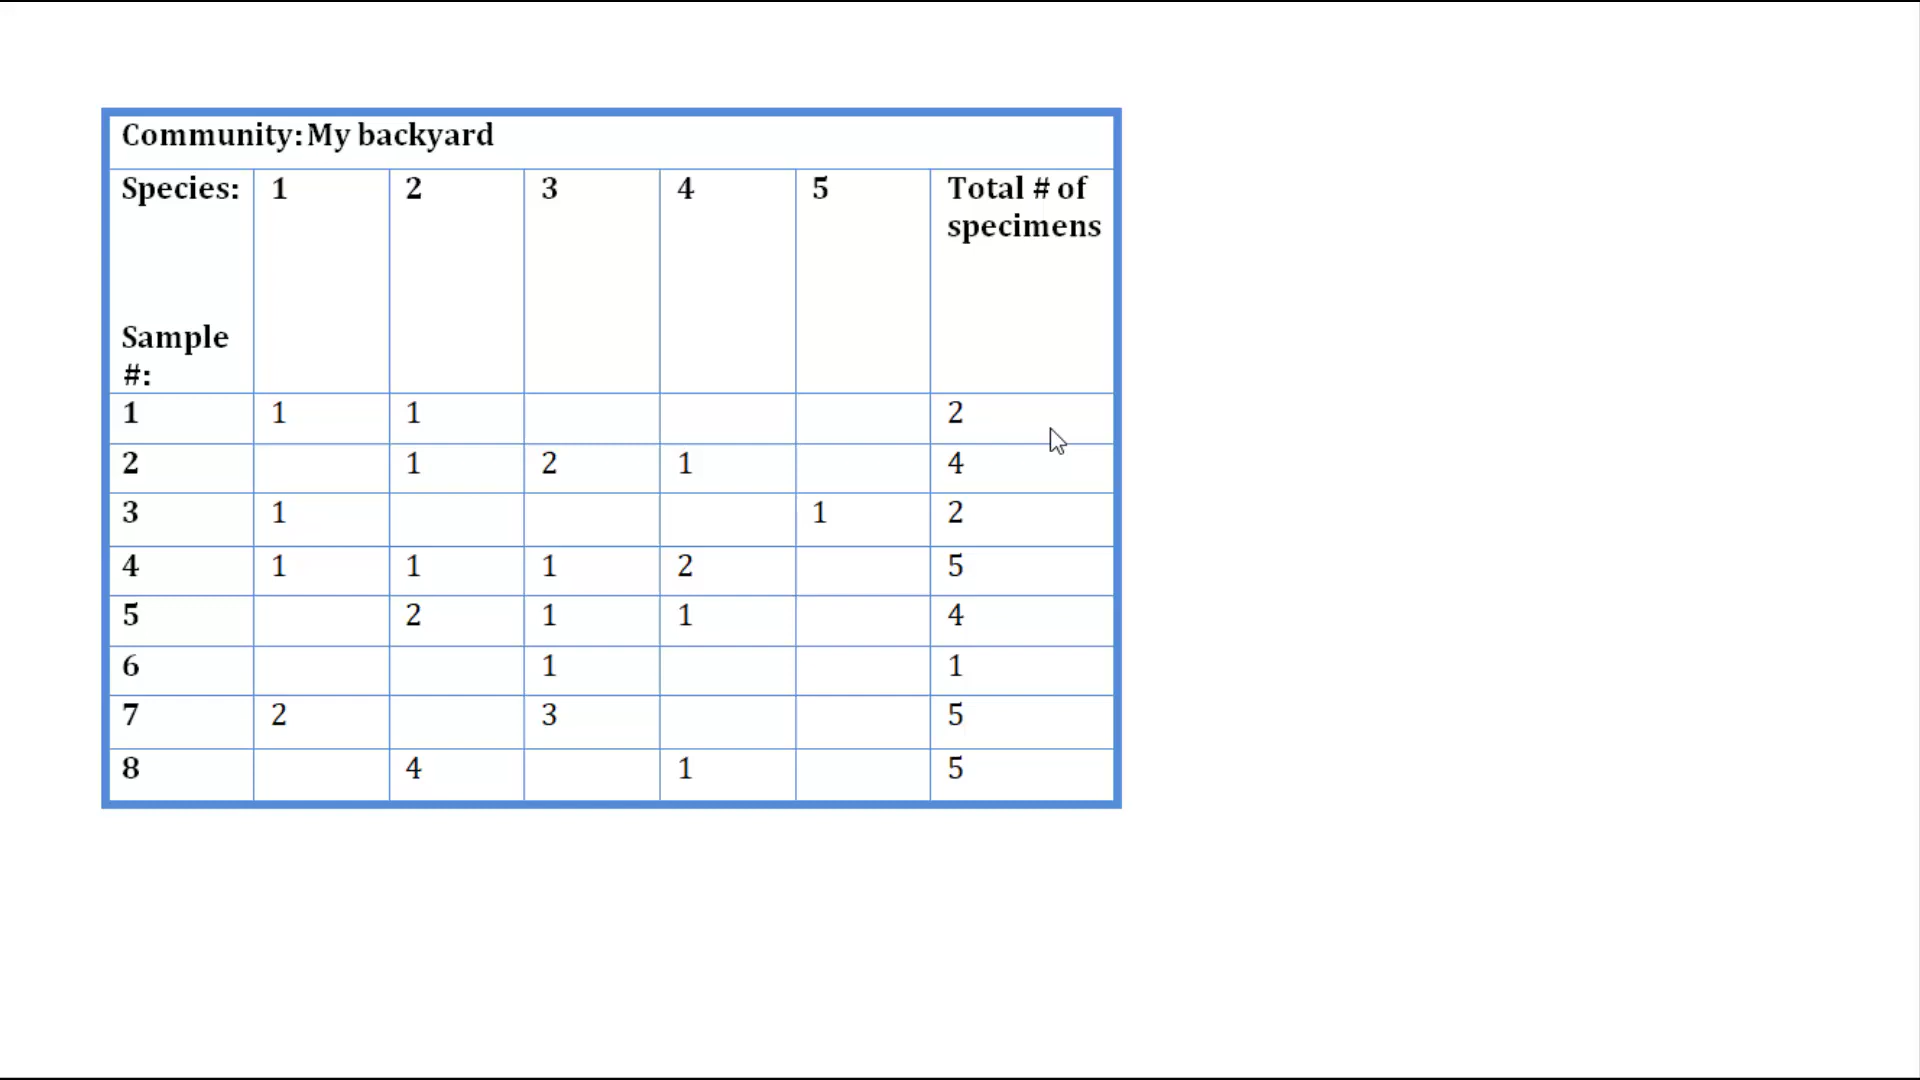 Community: My backyard
Species: 1 2 3 4 5 Total # of
specimens
Sample
#:
1 1 1 2
2 1 2 1 4
3 1 1 2
4 1 1 1 2 5
5 2 1 1 4
6 1 1
7 2 3 5
8 4 1 5